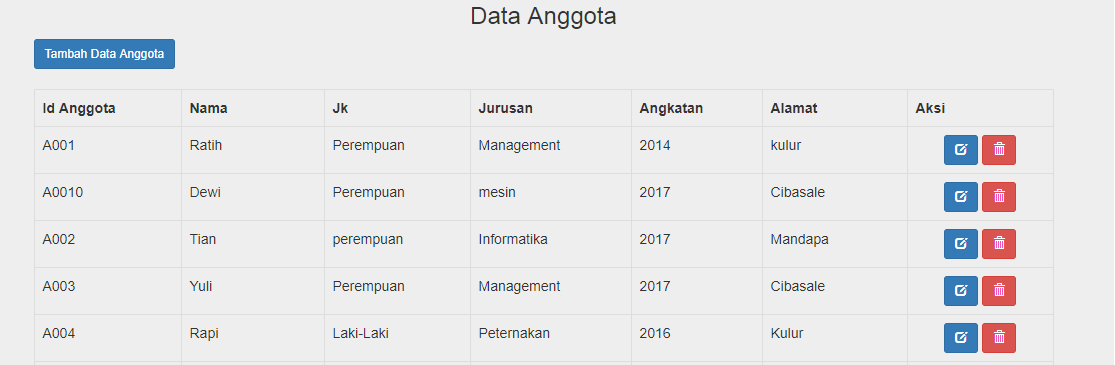 Data Anggota
Tambah Data Anggota
Id Anggota Nama Jk Jurusan Angkatan Alamat Aksi
A001 Ratih Perempuan Management 2014 kulur
A0010 Dewi Perempuan mesin 2017 Cibasale
A002 Tian perempuan Informatika 2017 Mandapa
A003 Yuli Perempuan Management 2017 Cibasale
A004 Rapi Laki-Laki Peternakan 2016 Kulur